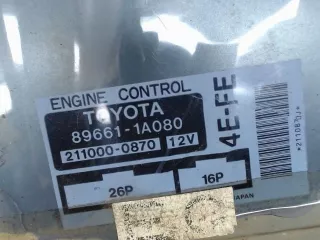 ENGINE CONTROL
TOYOTA
89661-1A080
211000-0870 12V
4E-FE
26P
16P
JAPAN